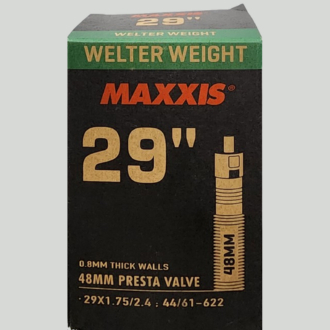 29"
WELTER WEIGHT
MAXXIS®
29"
48MM
0.8MM THICK WALLS
48MM PRESTA VALVE
29X1.75/2.4 : 44/61-622